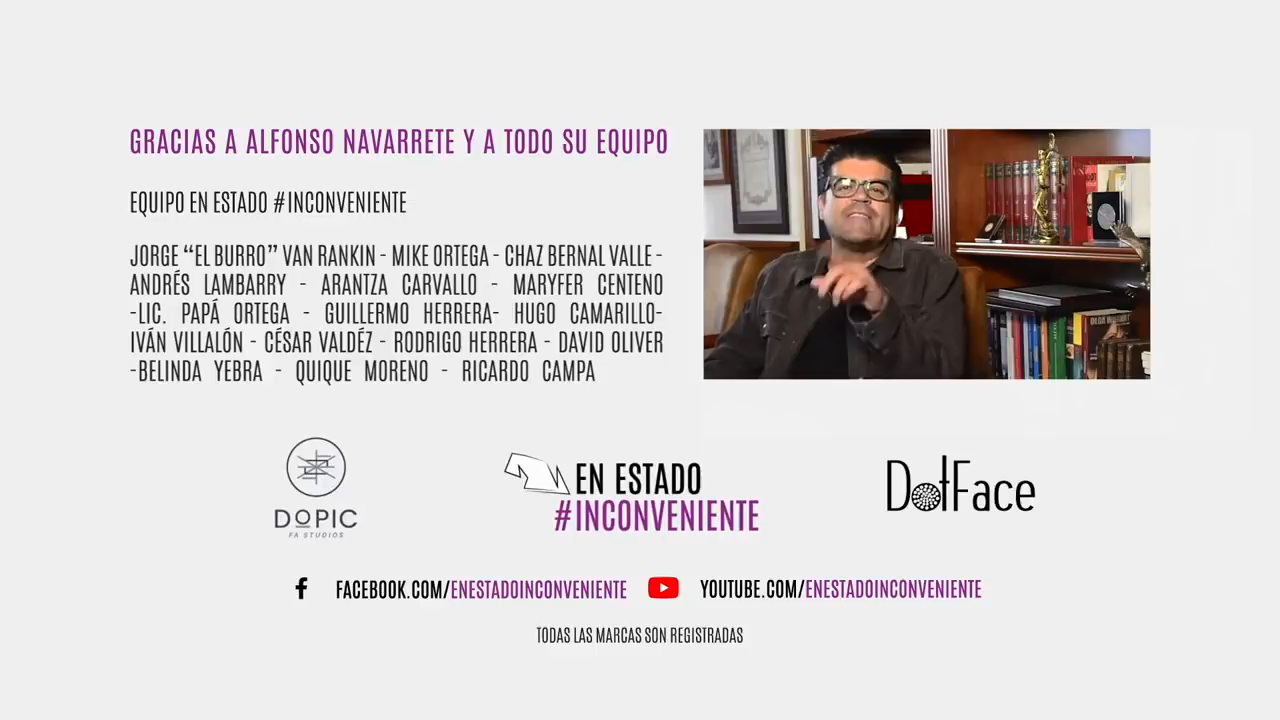 GRACIAS A ALFONSO NAVARRETE Y A TODO SU EQUIPO
EQUIPO EN ESTADO #INCONVENIENTE
JORGE “EL BURRO” VAN RANKIN - MIKE ORTEGA - CHAZ BERNAL VALLE -
ANDRÉS LAMBARRY - ARANTZA CARVALLO - MARYFER CENTENO
-LIC. PAPÁ ORTEGA - GUILLERMO HERRERA- HUGO CAMARILLO-
IVÁN VILLALÓN - CÉSAR VALDÉZ - RODRIGO HERRERA - DAVID OLIVER
-BELINDA YEBRA - QUIQUE MORENO - RICARDO CAMPA
DOPIC
FA STUDIOS
EN ESTADO
#INCONVENIENTE
DotFace
FACEBOOK.COM/ENESTADOINCONVENIENTE
YOUTUBE.COM/ENESTADOINCONVENIENTE
TODAS LAS MARCAS SON REGISTRADAS